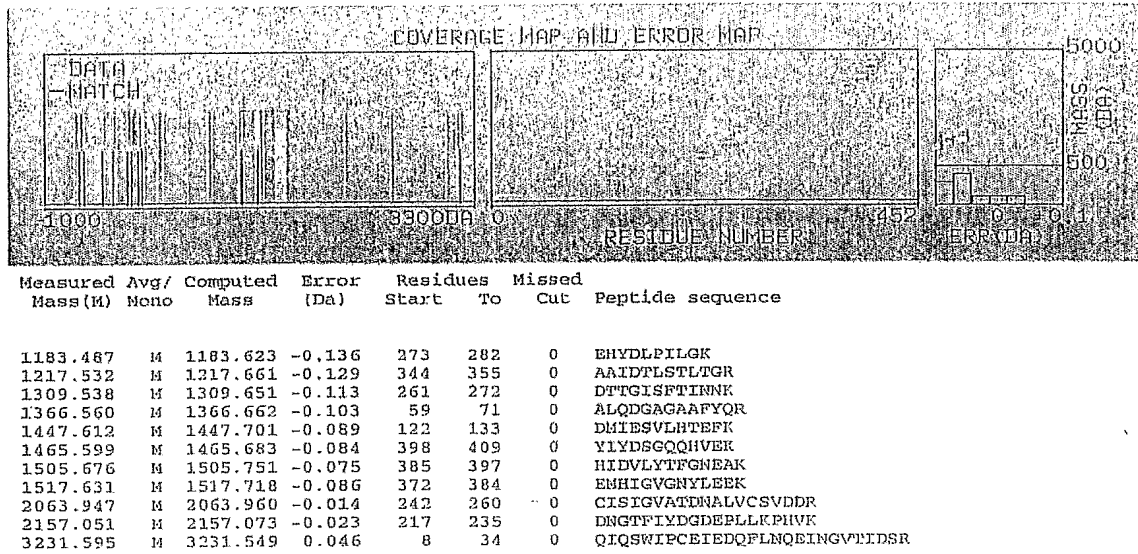 COVERAGE MAP AND ERROR MAP
DATA
MATCH
5000
MASS (DA)
500
1000 3300DA 0 452 0 0.1
RESIDUE NUMBER ERR(DA)
Measured Avg/ Computed Error Residues Missed
Mass(M) Mono Mass (Da) Start To Cut Peptide sequence
1183.487 M 1183.623 -0.136 273 282 0 EHYDLPILGK
1217.532 M 1217.661 -0.129 344 355 0 AAIDTLSTLTGR
1309.538 M 1309.651 -0.113 261 272 0 DTTGISFTINNK
1366.560 M 1366.662 -0.103 59 71 0 ALQDGAGAAFYQR
1447.612 M 1447.701 -0.089 122 133 0 DMIESVLHTEFK
1465.599 M 1465.683 -0.084 398 409 0 YIYDSGQQHVEK
1505.676 M 1505.751 -0.075 385 397 0 HIDVLYTFGNEAK
1517.631 M 1517.718 -0.086 372 384 0 EMHIGVGNYLEEK
2063.947 M 2063.960 -0.014 242 260 0 CISIGVATDNALVCSVDDR
2157.051 M 2157.073 -0.023 217 235 0 DNGTFIYDGDEPLLKPHVK
3231.595 M 3231.549 0.046 8 34 0 QIQSWIPCEIEDQFLNQEINGVTIDSR